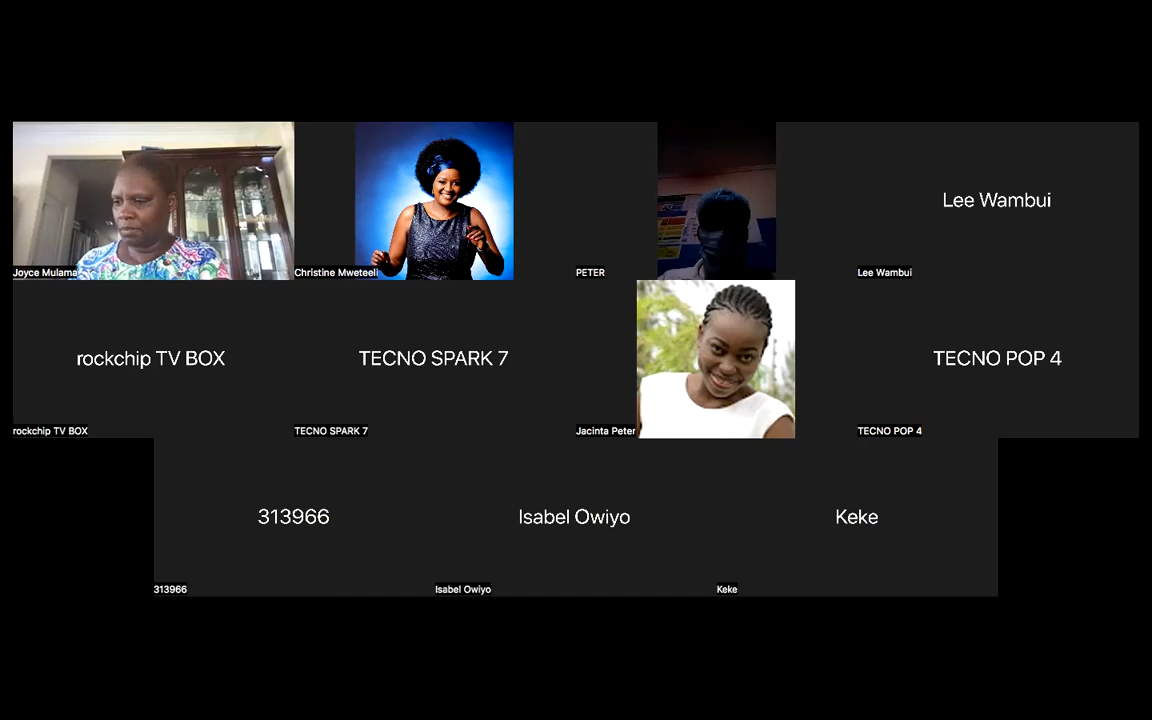 Lee Wambui
Joyce Mulama
Christine Mweteeli
PETER
Lee Wambui
rockchip TV BOX
TECNO SPARK 7
TECNO POP 4
rockchip TV BOX
TECNO SPARK 7
Jacinta Peter
TECNO POP 4
313966
Isabel Owiyo
Keke
313966
Isabel Owiyo
Keke